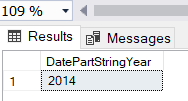 109 %
Results Messages
DatePartStringYear
1 2014